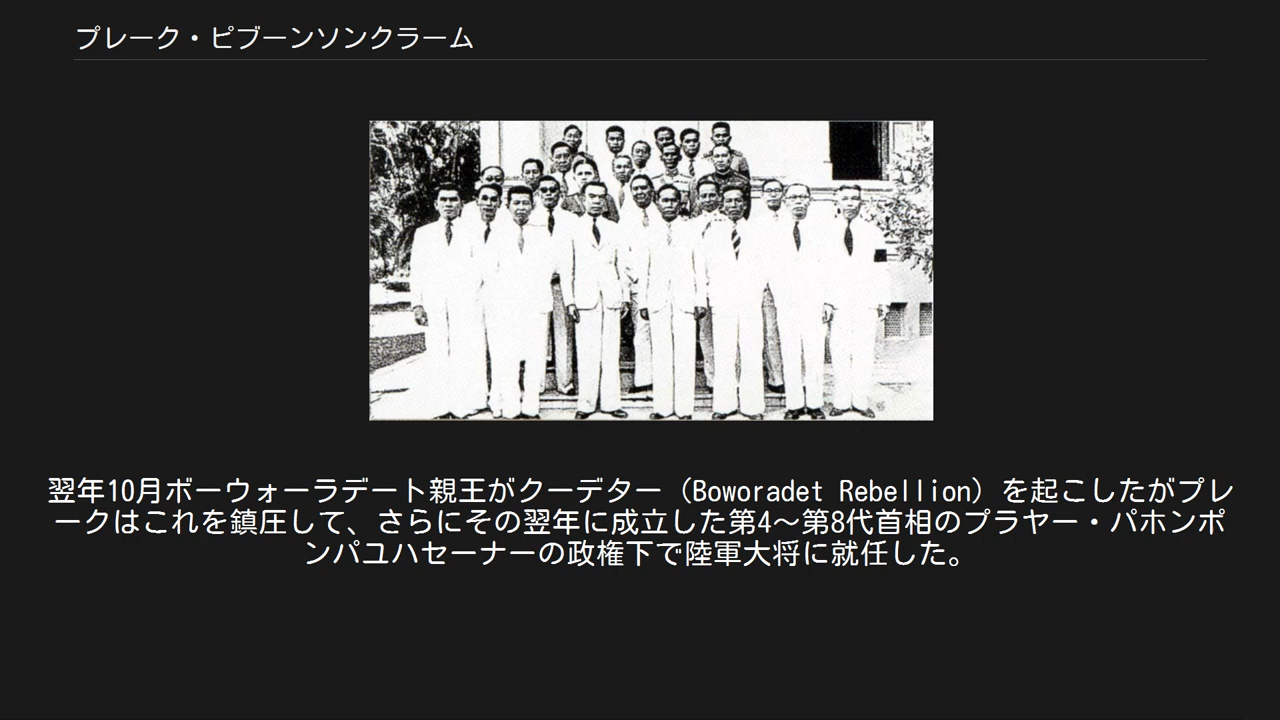 プレーク・ピブーンソンクラーム
翌年10月ボーウォーラデート親王がクーデター（Boworadet Rebellion）を起こしたがプレ
ークはこれを鎮圧して、さらにその翌年に成立した第4～第8代首相のプラヤー・パホンポ
ンパユハセーナーの政権下で陸軍大将に就任した。